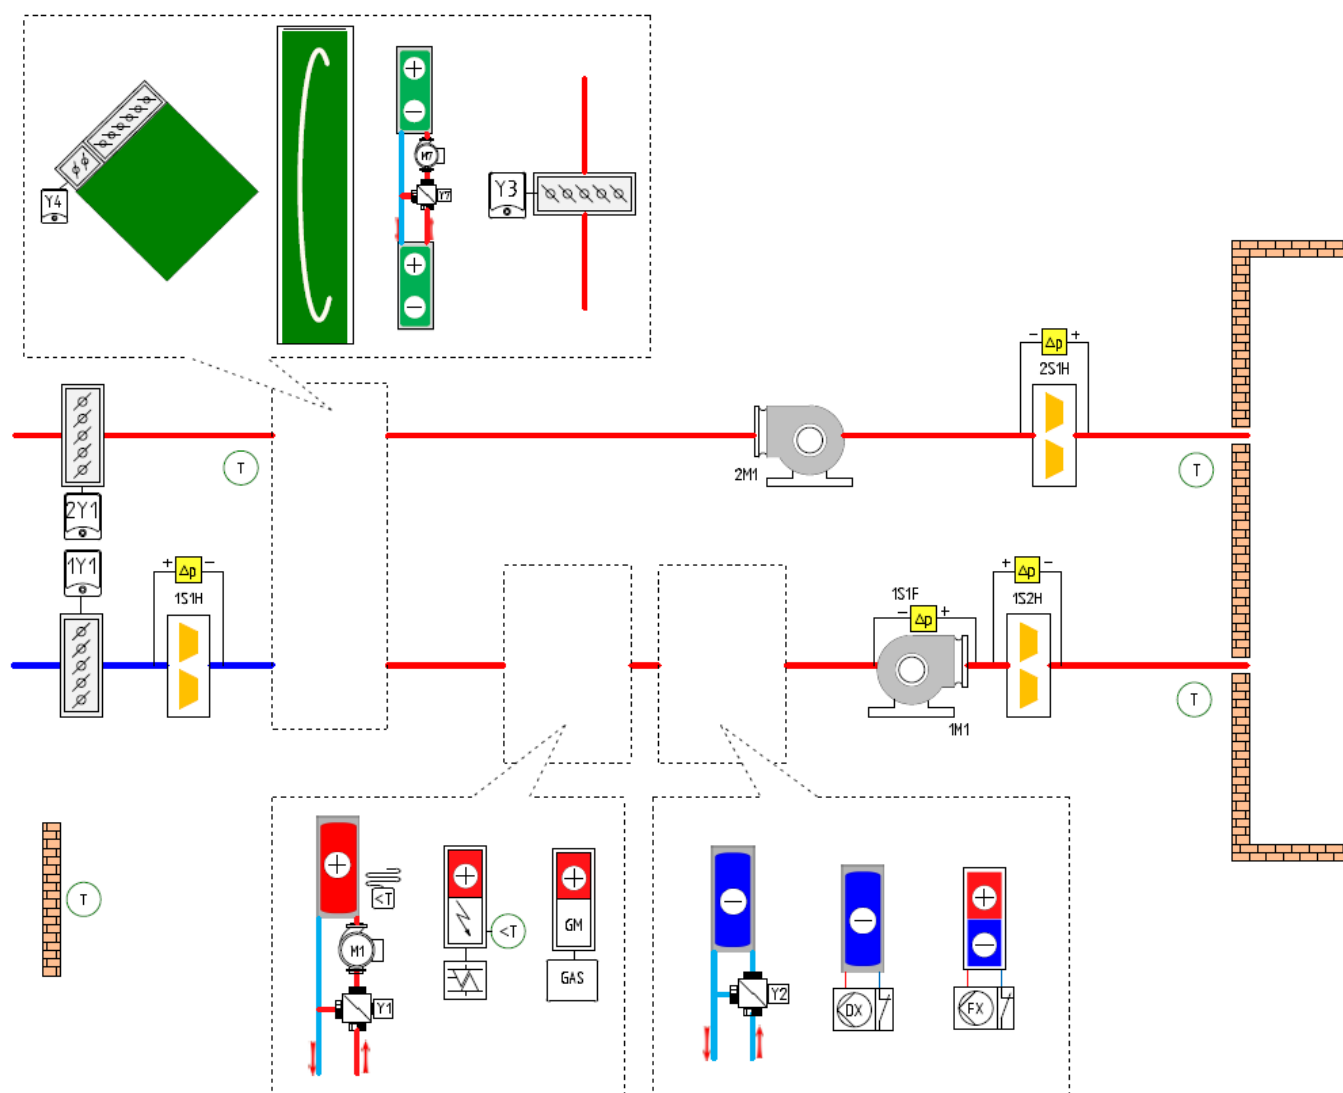 M7
Y4
Y7
Y3
- Δp +
2S1H
T
T
2M1
2Y1
1Y1
+ Δp -
1S1H
1S1F
- Δp +
+ Δp -
1S2H
T
1M1
T
<T
M1
Y1
<T
GM
GAS
Y2
DX
FX